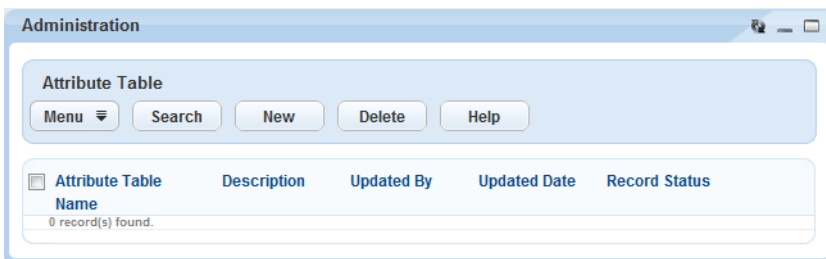 Administration
Attribute Table
Menu Search New Delete Help
Attribute Table Name Description Updated By Updated Date Record Status
0 record(s) found.